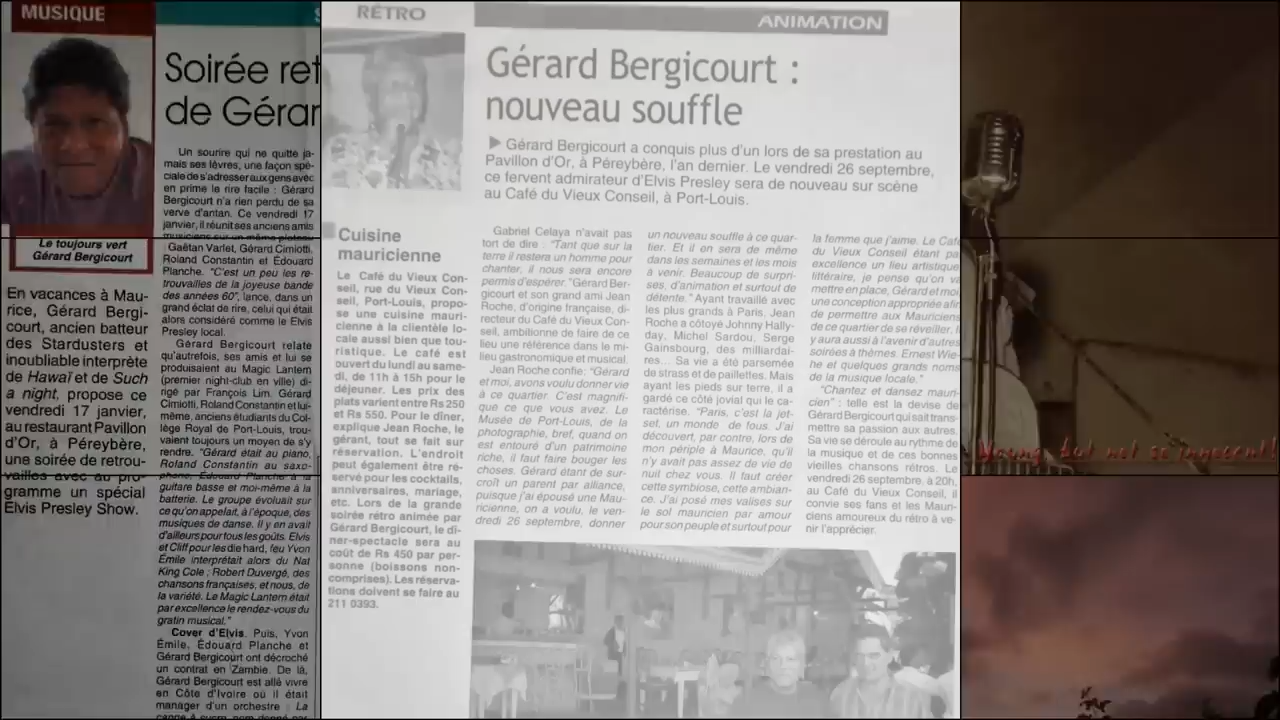 MUSIQUE
Soirée ret
de Gérar
Le toujours vert
Gérard Bergicourt
En vacances à Mau-
rice, Gérard Bergi-
court, ancien batteur
des Stardusters et
inoubliable interprète
de Hawaï et de Such
a night, propose ce
vendredi 17 janvier,
au restaurant Pavillon
d'Or, à Péreybère,
une soirée de retrou-
vailles avec au pro-
gramme un spécial
Elvis Presley Show.
Un sourire qui ne quitte ja-
mais ses lèvres, une façon spé-
ciale de s'adresser aux gens avec
en prime le rire facile : Gérard
Bergicourt n'a rien perdu de sa
verve d'antan. Ce vendredi 17
janvier, il réunit ses anciens amis
musiciens sur un même plateau
Gaëtan Varlet, Gérard Cimiotti,
Roland Constantin et Édouard
Planche. "C'est un peu les re-
trouvailles de la joyeuse bande
des années 60", lance, dans un
grand éclat de rire, celui qui était
alors considéré comme le Elvis
Presley local.
Gérard Bergicourt relate
qu'autrefois, ses amis et lui se
produisaient au Magic Lantern
(premier night-club en ville) di-
rigé par François Lim. Gérard
Cimiotti, Roland Constantin et lui-
même, anciens étudiants du Col-
lège Royal de Port-Louis, trou-
vaient toujours un moyen de s'y
rendre. "Gérard était au piano,
Roland Constantin au saxo-
phone, Édouard Planche à la
guitare basse et moi-même à la
batterie. Le groupe évoluait sur
ce qu'on appelait, à l'époque, des
musiques de danse. Il y en avait
d'ailleurs pour tous les goûts. Elvis
et Cliff pour les die hard, feu Yvon
Émile interprétait alors du Nat
King Cole ; Robert Duvergé, des
chansons françaises, et nous, de
la variété. Le Magic Lantern était
par excellence le rendez-vous du
gratin musical."
Cover d'Elvis. Puis, Yvon
Émile, Édouard Planche et
Gérard Bergicourt ont décroché
un contrat en Zambie. De là,
Gérard Bergicourt est allé vivre
en Côte d'Ivoire où il était
manager d'un orchestre : La
RÉTRO
ANIMATION
Gérard Bergicourt :
nouveau souffle
Gérard Bergicourt a conquis plus d'un lors de sa prestation au
Pavillon d'Or, à Péreybère, l'an dernier. Le vendredi 26 septembre,
ce fervent admirateur d'Elvis Presley sera de nouveau sur scène
au Café du Vieux Conseil, à Port-Louis.
Cuisine
mauricienne
Le Café du Vieux Con-
seil, rue du Vieux Con-
seil, Port-Louis, propo-
se une cuisine mauri-
cienne à la clientèle lo-
cale aussi bien que tou-
ristique. Le café est
ouvert du lundi au same-
di, de 11h à 15h pour le
déjeuner. Les prix des
plats varient entre Rs 250
et Rs 550. Pour le dîner,
explique Jean Roche, le
gérant, tout se fait sur
réservation. L'endroit
peut également être ré-
servé pour les cocktails,
anniversaires, mariage,
etc. Lors de la grande
soirée rétro animée par
Gérard Bergicourt, le dî-
ner-spectacle sera au
coût de Rs 450 par per-
sonne (boissons non-
comprises). Les réserva-
tions doivent se faire au
211 0393.
Gabriel Celaya n'avait pas
tort de dire : "Tant que sur la
terre il restera un homme pour
chanter, il nous sera encore
permis d'espérer." Gérard Ber-
gicourt et son grand ami Jean
Roche, d'origine française, di-
recteur du Café du Vieux Con-
seil, ambitionne de faire de ce
lieu une référence dans le mi-
lieu gastronomique et musical.
Jean Roche confie: "Gérard
et moi, avons voulu donner vie
à ce quartier. C'est magnifi-
que ce que vous avez. Le
Musée de Port-Louis, de la
photographie, bref, quand on
est entouré d'un patrimoine
riche, il faut faire bouger les
choses. Gérard étant de sur-
croît un parent par alliance,
puisque j'ai épousé une Mau-
ricienne, on a voulu, le ven-
dredi 26 septembre, donner
un nouveau souffle à ce quar-
tier. Et il en sera de même
dans les semaines et les mois
à venir. Beaucoup de surpri-
ses, d'animation et surtout de
détente." Ayant travaillé avec
les plus grands à Paris, Jean
Roche a côtoyé Johnny Hally-
day, Michel Sardou, Serge
Gainsbourg, des milliardai-
res... Sa vie a été parsemée
de strass et de paillettes. Mais
ayant les pieds sur terre, il a
gardé ce côté jovial qui le ca-
ractérise. "Paris, c'est la jet-
set, un monde de fous. J'ai
découvert, par contre, lors de
mon périple à Maurice, qu'il
n'y avait pas assez de vie de
nuit chez vous. Il faut créer
cette symbiose, cette ambian-
ce. J'ai posé mes valises sur
le sol mauricien par amour
pour son peuple et surtout pour
la femme que j'aime. Le Café
du Vieux Conseil étant pa
excellence un lieu artistique
littéraire, je pense qu'on va
mettre en place, Gérard et moi,
une conception appropriée afin
de permettre aux Mauriciens
de ce quartier de se réveiller. Il
y aura aussi à l'avenir d'autres
soirées à thèmes. Ernest Wie-
he et quelques grands noms
de la musique locale."
"Chantez et dansez mauri-
cien" : telle est la devise de
Gérard Bergicourt qui sait trans-
mettre sa passion aux autres.
Sa vie se déroule au rythme de
la musique et de ces bonnes
vieilles chansons rétros. Le
vendredi 26 septembre, à 20h,
au Café du Vieux Conseil, il
convie ses fans et les Mauri-
ciens amoureux du rétro à ve-
nir l'apprécier.
Young, but not so innocent!